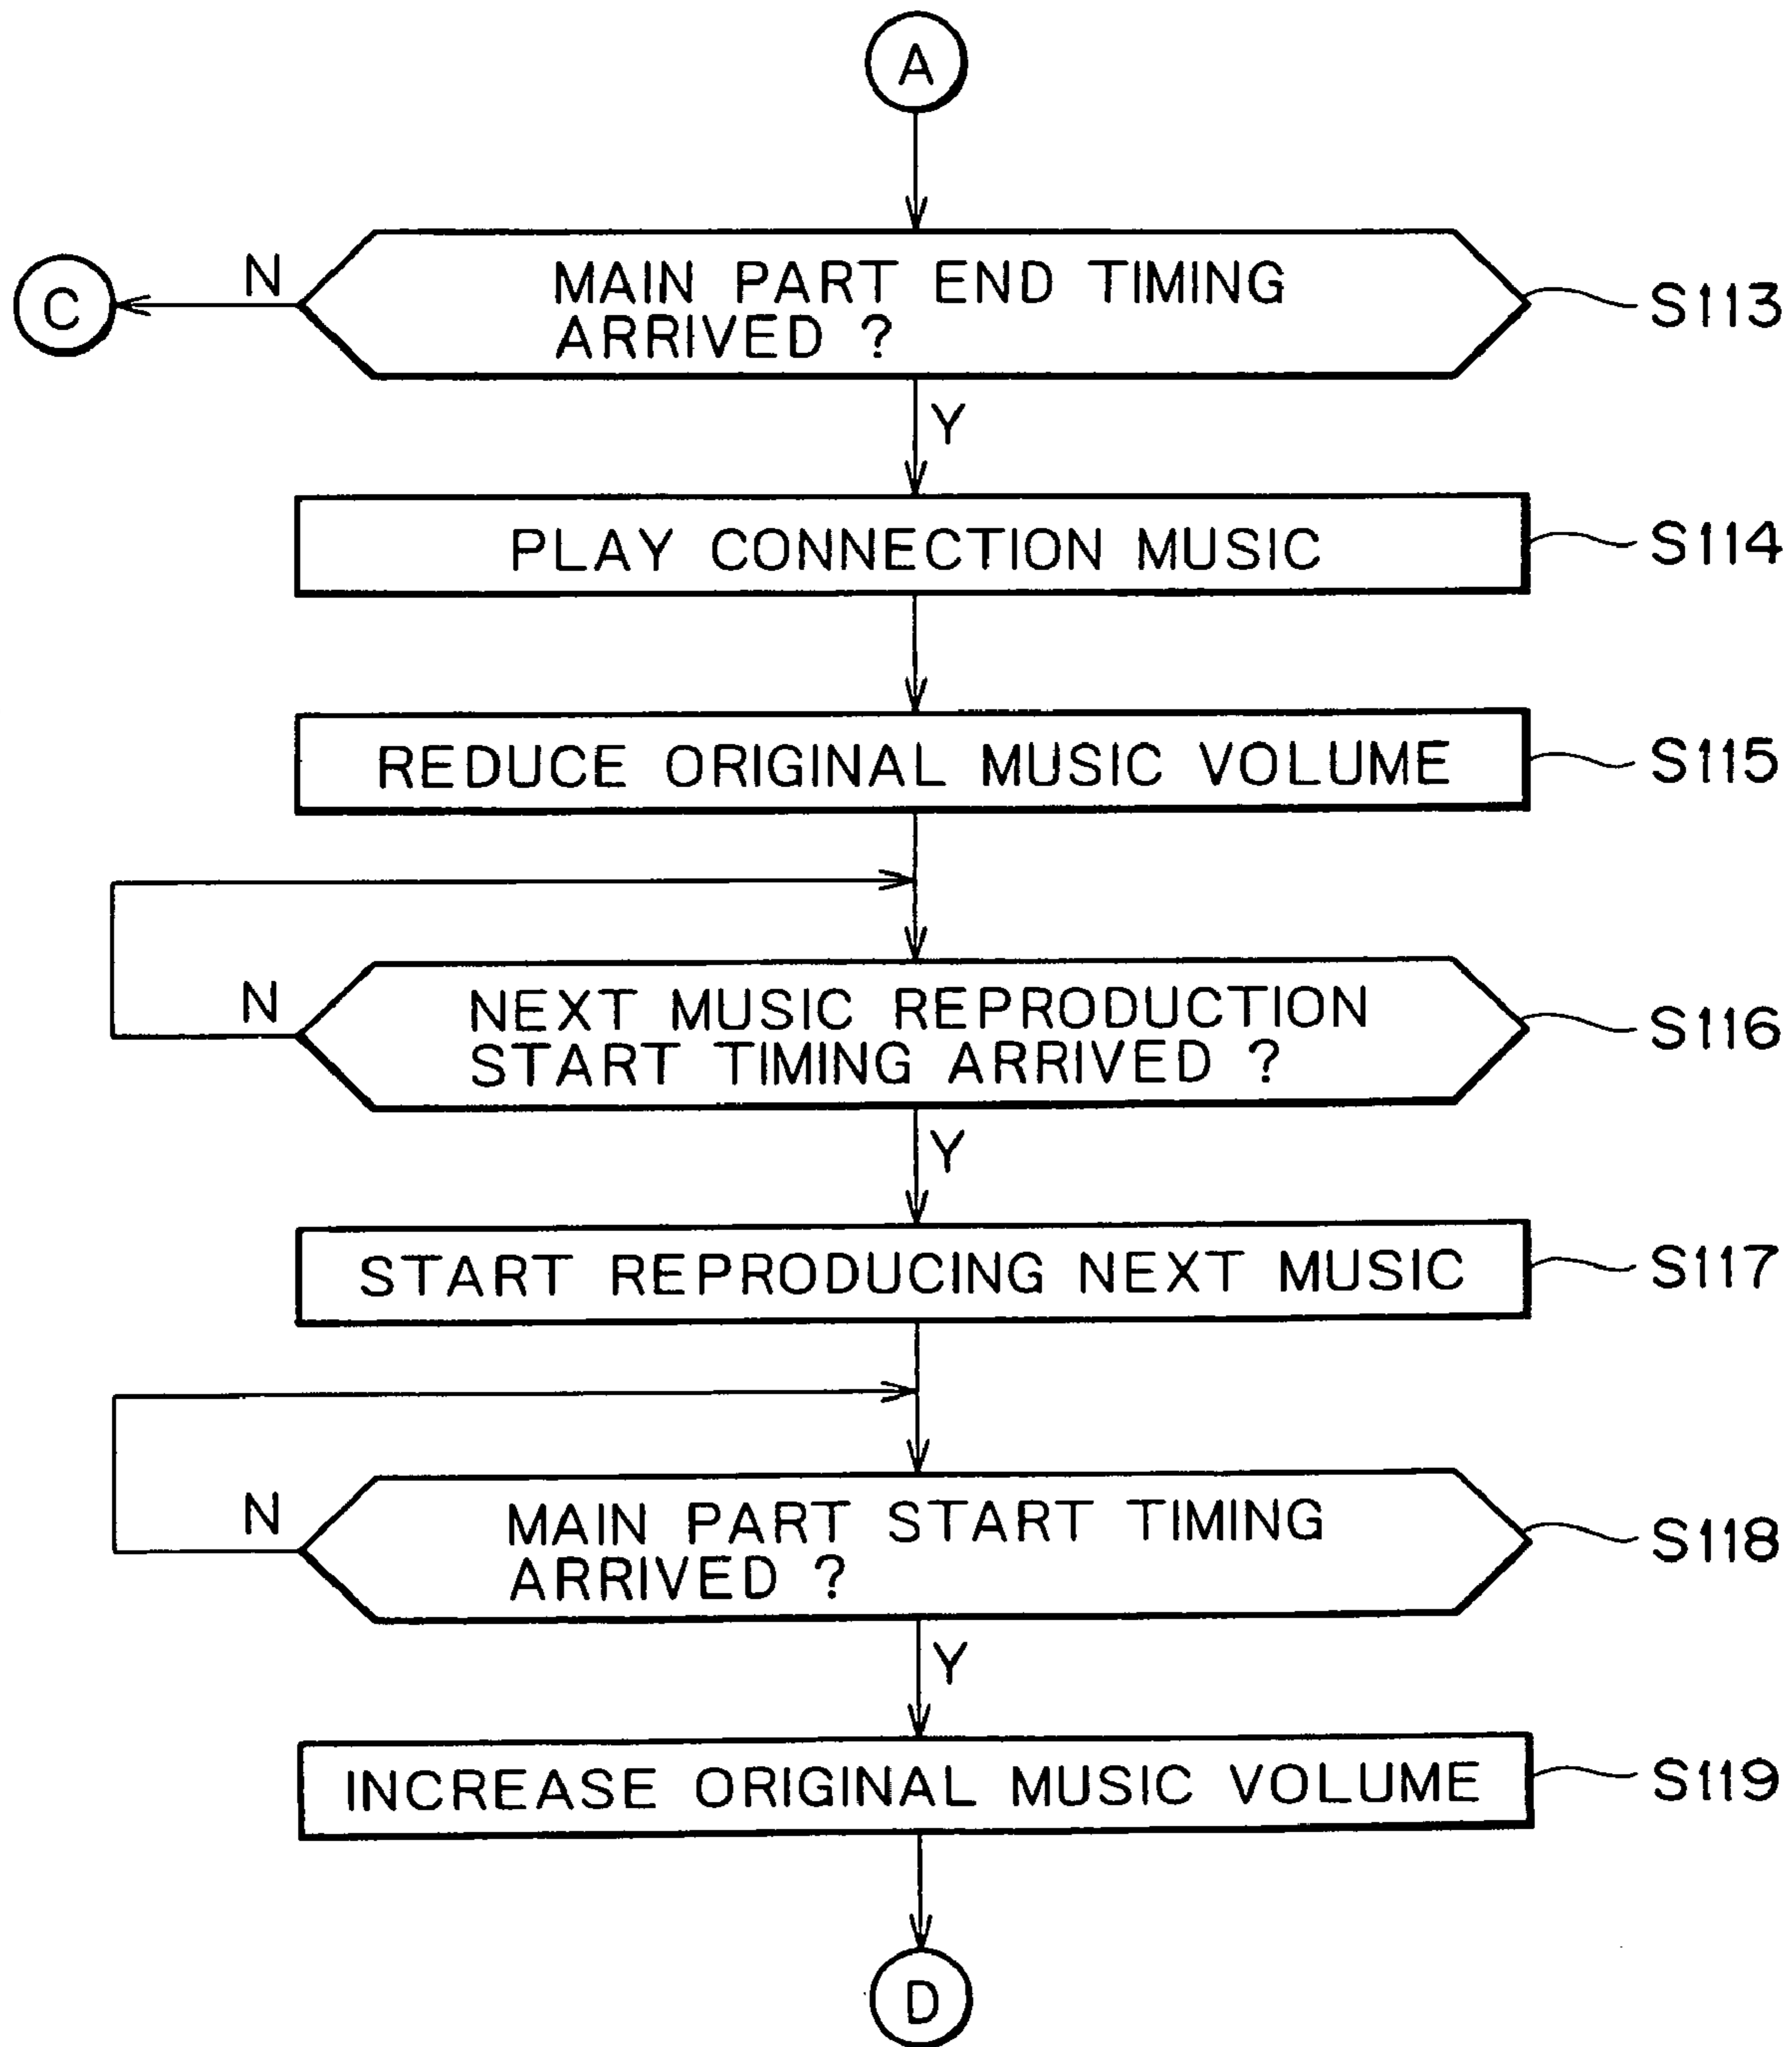 A
C
N
MAIN PART END TIMING
ARRIVED ?
S113
Y
PLAY CONNECTION MUSIC
S114
REDUCE ORIGINAL MUSIC VOLUME
S115
N
NEXT MUSIC REPRODUCTION
START TIMING ARRIVED ?
S116
Y
START REPRODUCING NEXT MUSIC
S117
N
MAIN PART START TIMING
ARRIVED ?
S118
Y
INCREASE ORIGINAL MUSIC VOLUME
S119
D